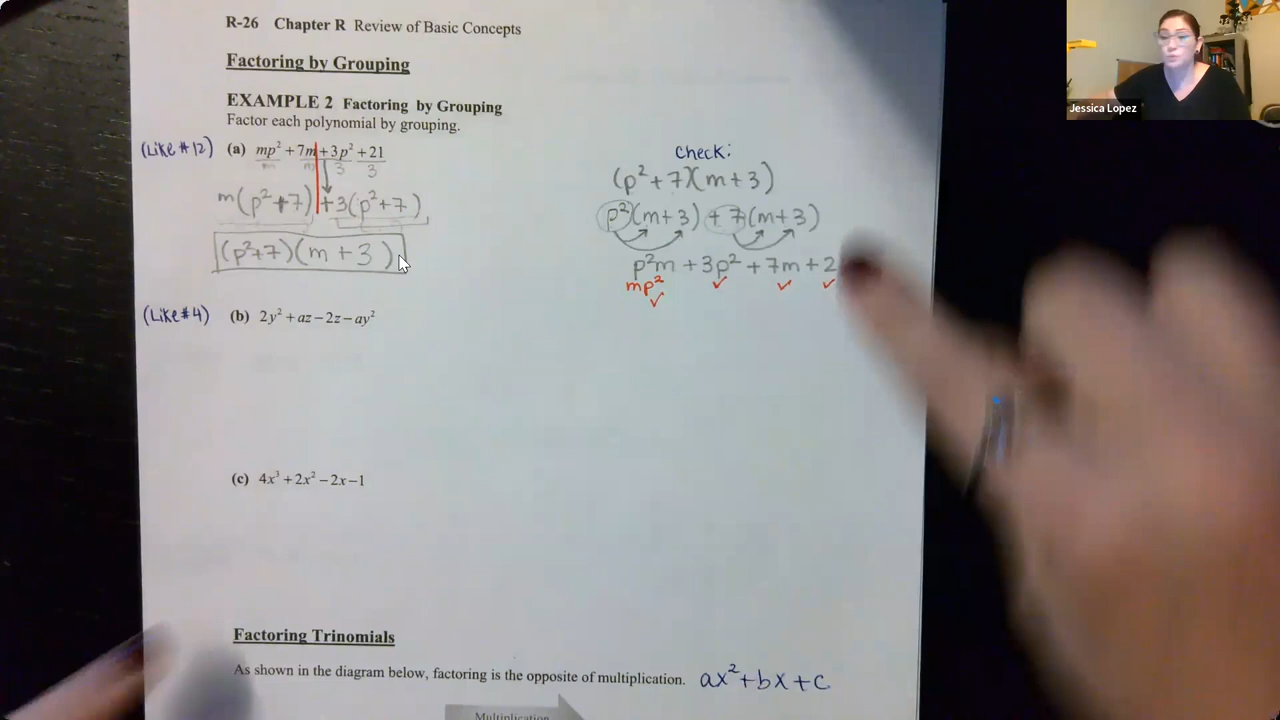 R-26 Chapter R Review of Basic Concepts
Jessica Lopez
Factoring by Grouping
EXAMPLE 2 Factoring by Grouping
Factor each polynomial by grouping.
(Like #12) (a) mp² + 7m + 3p² + 21
m m 3 3
m(p² + 7) + 3(p² + 7)
(p²+7)(m + 3)
check:
(p² + 7)(m + 3)
p²(m + 3) + 7(m + 3)
p²m + 3p² + 7m + 2
mp²
(Like #4) (b) 2y² + az − 2z − ay²
(c) 4x³ + 2x² − 2x − 1
Factoring Trinomials
As shown in the diagram below, factoring is the opposite of multiplication. ax² + bx + c
Multiplication